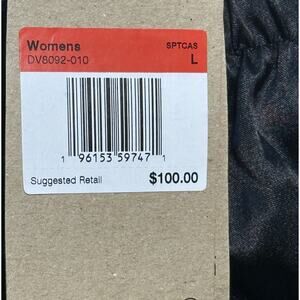 Womens SPTCAS
DV8092-010 L
1 96153 59747 1
Suggested Retail $100.00